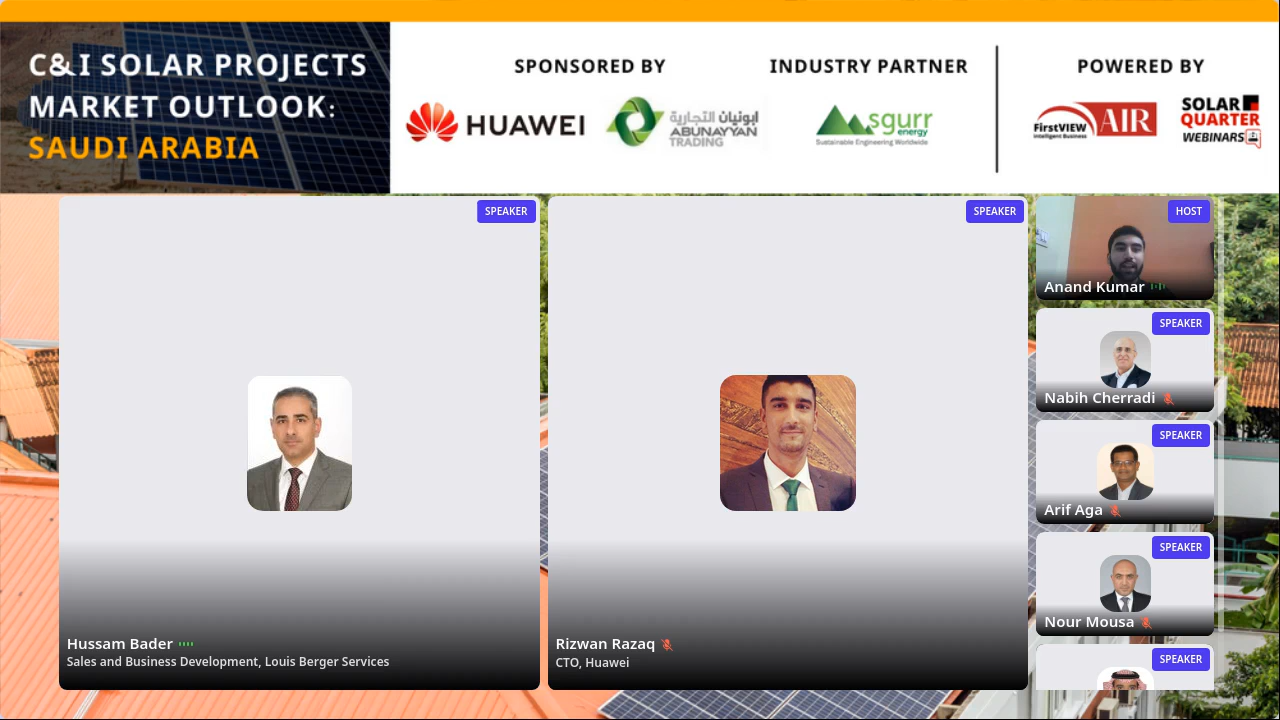 C&I SOLAR PROJECTS
MARKET OUTLOOK:
SAUDI ARABIA
SPONSORED BY
INDUSTRY PARTNER
POWERED BY
HUAWEI
ابونيان التجارية
ABUNAYYAN
TRADING
sgurr
energy
Sustainable Engineering Worldwide
FirstVIEW
Intelligent Business
AIR
SOLAR
QUARTER
WEBINARS
SPEAKER
Hussam Bader
Sales and Business Development, Louis Berger Services
SPEAKER
Rizwan Razaq
CTO, Huawei
HOST
Anand Kumar
SPEAKER
Nabih Cherradi
SPEAKER
Arif Aga
SPEAKER
Nour Mousa
SPEAKER